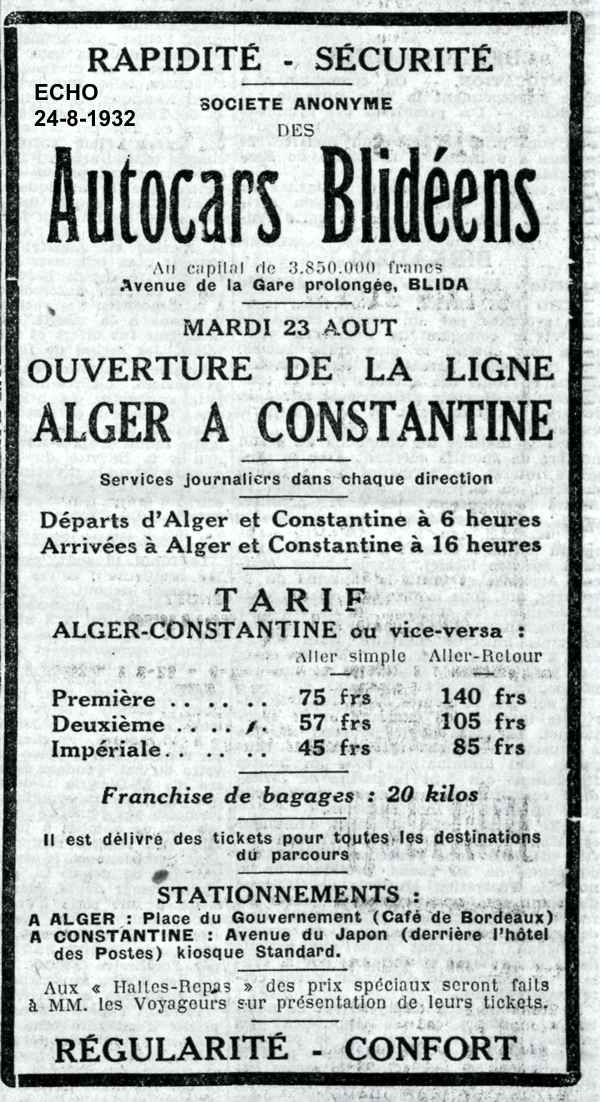 RAPIDITÉ - SÉCURITÉ
ECHO
24-8-1932
SOCIETE ANONYME
DES
Autocars Blidéens
Au capital de 3.850.000 francs
Avenue de la Gare prolongée, BLIDA
MARDI 23 AOUT
OUVERTURE DE LA LIGNE
ALGER A CONSTANTINE
Services journaliers dans chaque direction
Départs d'Alger et Constantine à 6 heures
Arrivées à Alger et Constantine à 16 heures
TARIF
ALGER-CONSTANTINE ou vice-versa :
Aller simple Aller-Retour
Première . . . . . . 75 frs 140 frs
Deuxième . . . . . . 57 frs 105 frs
Impériale. . . . . . 45 frs 85 frs
Franchise de bagages : 20 kilos
Il est délivré des tickets pour toutes les destinations
du parcours
STATIONNEMENTS :
A ALGER : Place du Gouvernement (Café de Bordeaux)
A CONSTANTINE : Avenue du Japon (derrière l'hôtel
des Postes) kiosque Standard.
Aux « Haltes-Repas » des prix spéciaux seront faits
à MM. les Voyageurs sur présentation de leurs tickets.
RÉGULARITÉ - CONFORT